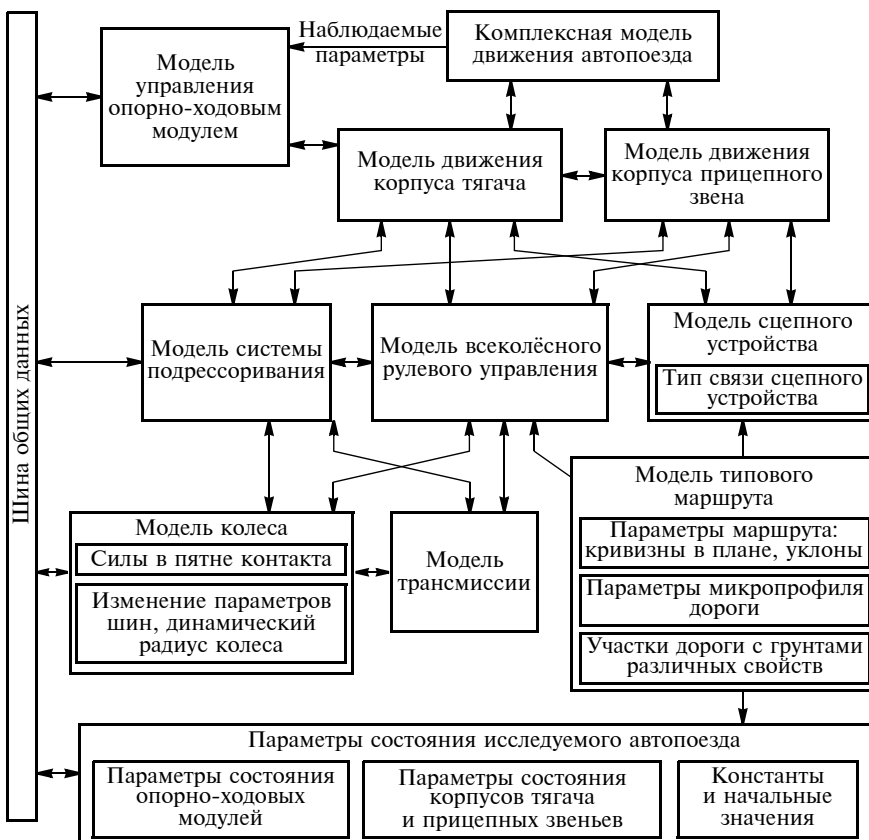 Шина общих данных
Наблюдаемые
параметры
Комплексная модель
движения автопоезда
Модель
управления
опорно-ходовым
модулем
Модель движения
корпуса тягача
Модель движения
корпуса прицепного
звена
Модель системы
подрессоривания
Модель всеколёсного
рулевого управления
Модель сцепного
устройства
Тип связи сцепного
устройства
Модель колеса
Силы в пятне контакта
Изменение параметров
шин, динамический
радиус колеса
Модель
трансмиссии
Модель типового
маршрута
Параметры маршрута:
кривизны в плане, уклоны
Параметры микропрофиля
дороги
Участки дороги с грунтами
различных свойств
Параметры состояния исследуемого автопоезда
Параметры состояния
опорно-ходовых
модулей
Параметры состояния
корпусов тягача
и прицепных звеньев
Константы
и начальные
значения